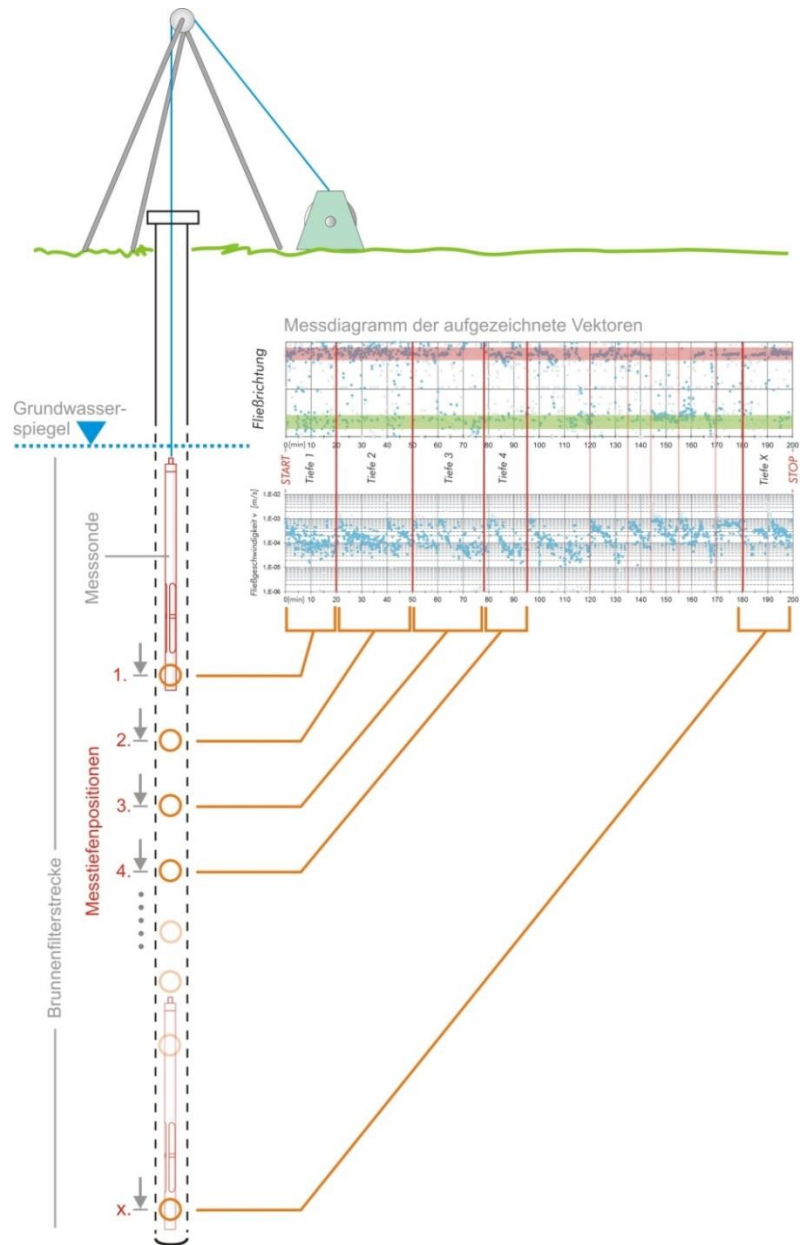 Messdiagramm der aufgezeichnete Vektoren
Fließrichtung
Grundwasser-
spiegel
0[min] 10 20 30 40 50 60 70 80 90 100 110 120 130 140 150 160 170 180 190 200
START
Tiefe 1
Tiefe 2
Tiefe 3
Tiefe 4
Tiefe X
STOP
Fließgeschwindigkeit v [m/s]
1.E-02
1.E-03
1.E-04
1.E-05
1.E-06
0[min] 10 20 30 40 50 60 70 80 90 100 110 120 130 140 150 160 170 180 190 200
Messsonde
Brunnenfilterstrecke
Messtiefenpositionen
1.
2.
3.
4.
x.